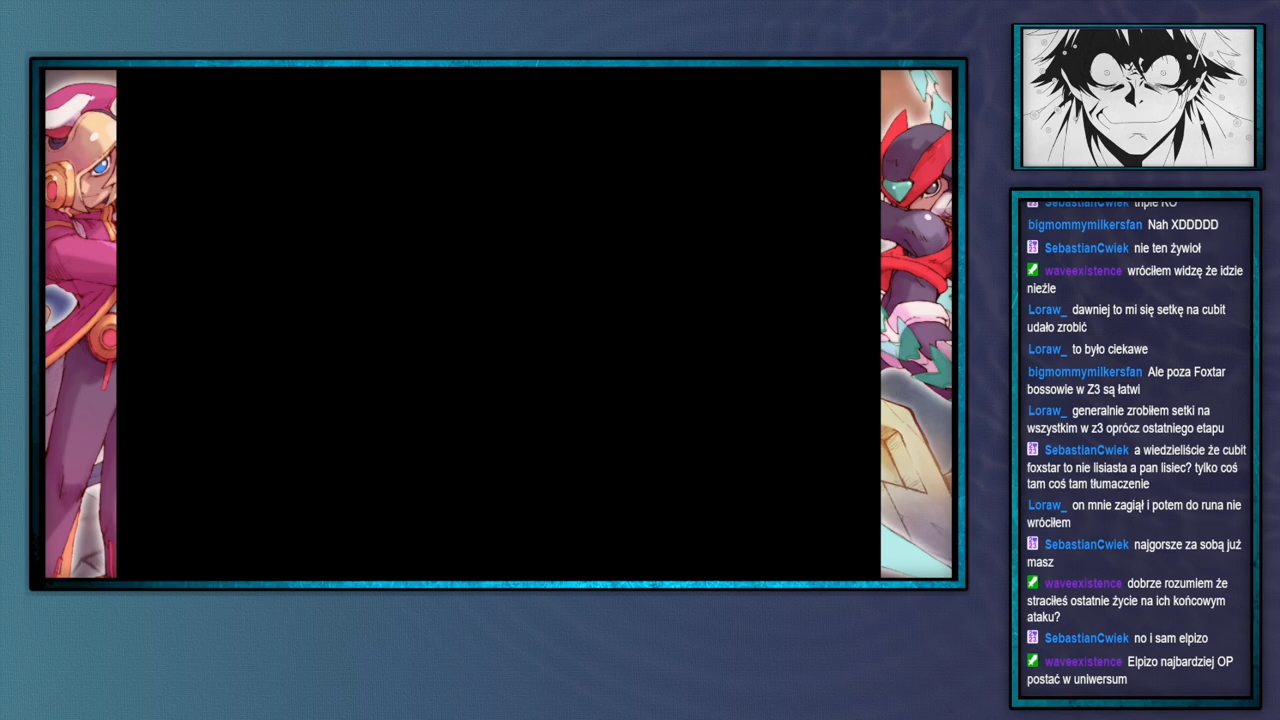 SebastianCwiek triple KO
bigmommymilkersfan Nah XDDDDD
SebastianCwiek nie ten żywioł
waveexistence wróciłem widzę że idzie
nieźle
Loraw_ dawniej to mi się setkę na cubit
udało zrobić
Loraw_ to było ciekawe
bigmommymilkersfan Ale poza Foxtar
bossowie w Z3 są łatwi
Loraw_ generalnie zrobiłem setki na
wszystkim w z3 oprócz ostatniego etapu
SebastianCwiek a wiedzieliście że cubit
foxstar to nie lisiasta a pan lisiec? tylko coś
tam coś tam tłumaczenie
Loraw_ on mnie zagiął i potem do runa nie
wróciłem
SebastianCwiek najgorsze za sobą już
masz
waveexistence dobrze rozumiem że
straciłeś ostatnie życie na ich końcowym
ataku?
SebastianCwiek no i sam elpizo
waveexistence Elpizo najbardziej OP
postać w uniwersum